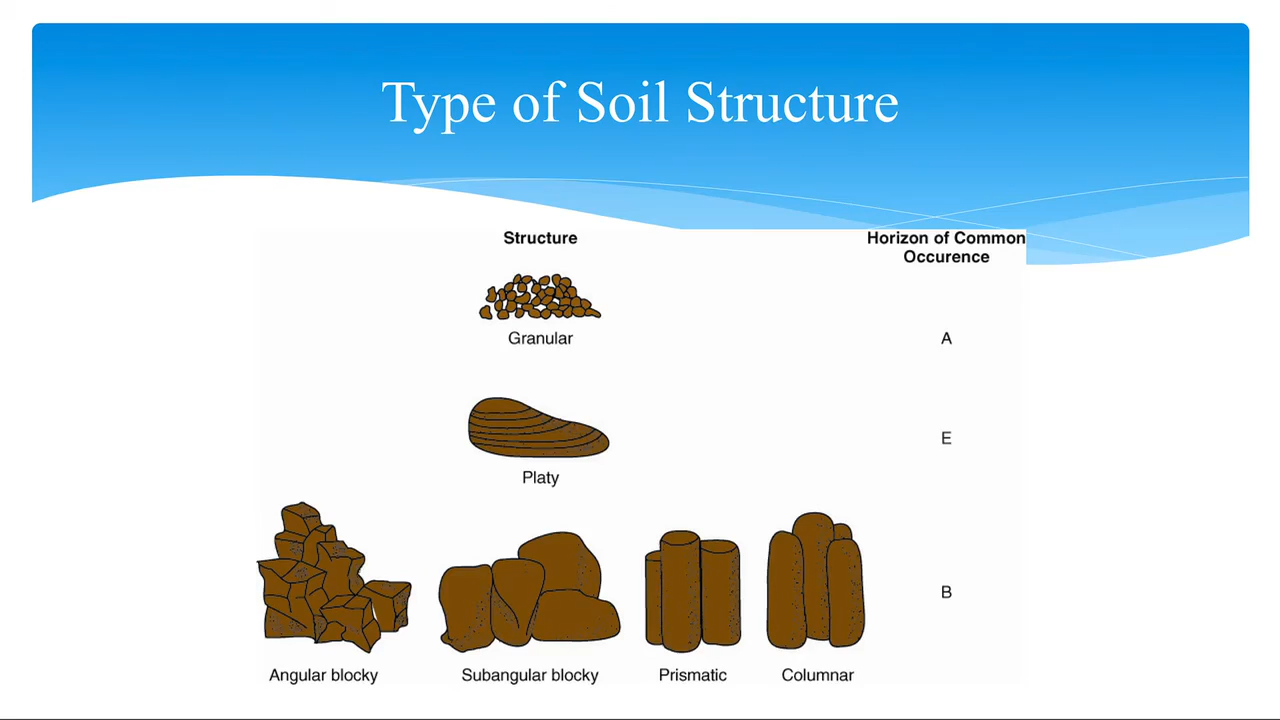 Type of Soil Structure
Structure
Horizon of Common
Occurence
Granular
A
Platy
E
B
Angular blocky
Subangular blocky
Prismatic
Columnar